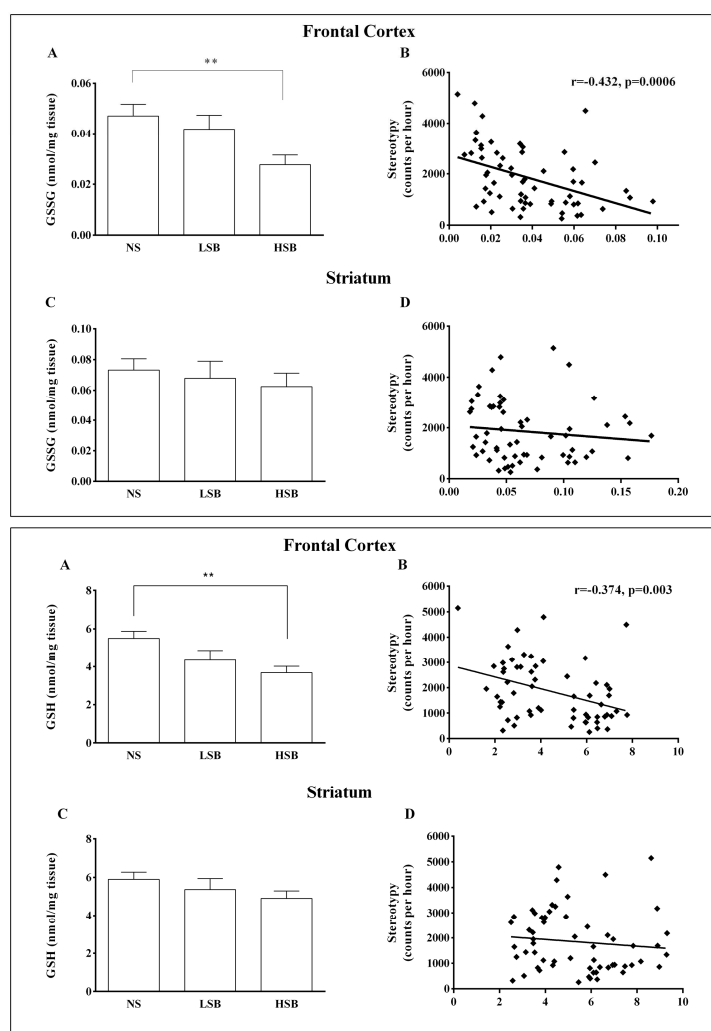 Frontal Cortex
A
B
**
r=-0.432, p=0.0006
GSSG (nmol/mg tissue)
0.06
0.04
0.02
0.00
NS LSB HSB
Stereotypy
(counts per hour)
6000
4000
2000
0
0.00 0.02 0.04 0.06 0.08 0.10
Striatum
C
D
GSSG (nmol/mg tissue)
0.10
0.08
0.06
0.04
0.02
0.00
NS LSB HSB
Stereotypy
(counts per hour)
6000
4000
2000
0
0.00 0.05 0.10 0.15 0.20
Frontal Cortex
A
B
**
r=-0.374, p=0.003
GSH (nmol/mg tissue)
8
6
4
2
0
NS LSB HSB
Stereotypy
(counts per hour)
6000
5000
4000
3000
2000
1000
0
0 2 4 6 8 10
Striatum
C
D
GSH (nmol/mg tissue)
8
6
4
2
0
NS LSB HSB
Stereotypy
(counts per hour)
6000
5000
4000
3000
2000
1000
0
0 2 4 6 8 10